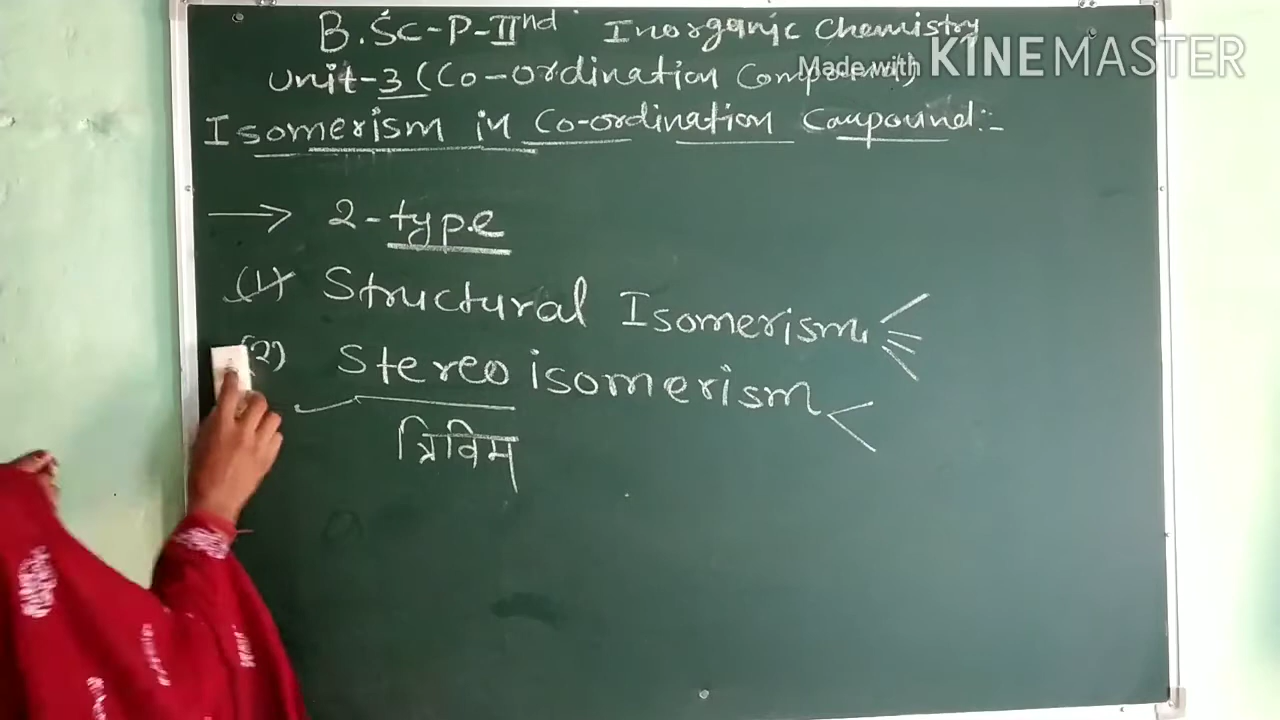 B.Sc-P-IInd Inorganic Chemistry
Made with KINEMASTER
Unit-3 (Co-ordination Compound)
Isomerism in Co-ordination Compound:-
→ 2-type
(1) Structural Isomerism
(2) Stereo isomerism
त्रिविम